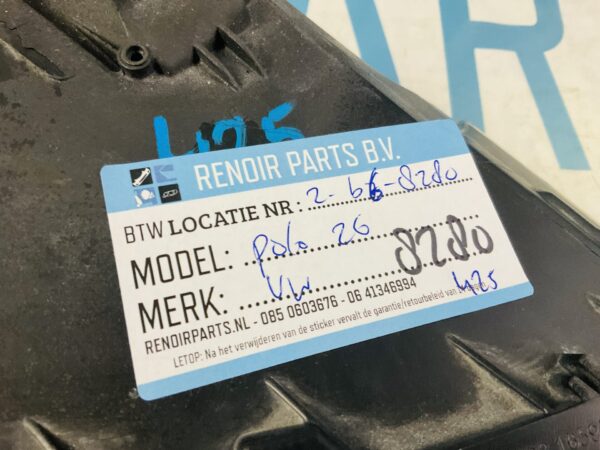 425
RENOIR PARTS B.V.
BTW LOCATIE NR: 2-b6-8280
MODEL: Polo 2G
MERK: VW 8280
425
RENOIRPARTS.NL - 085 0603676 - 06 41346994
LETOP: Na het verwijderen van de sticker vervalt de garantie/retourbeleid van